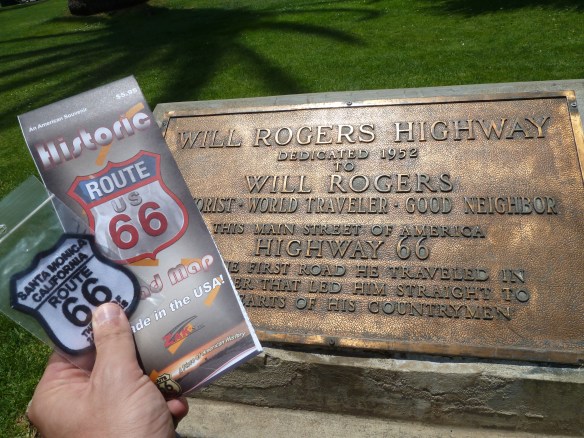 An American Souvenir
$5.95
Historic
ROUTE
US
66
Map
Made in the USA!
SANTA MONICA
CALIFORNIA
ROUTE
66
WILL ROGERS HIGHWAY
DEDICATED 1952
TO
WILL ROGERS
WORLD TRAVELER · GOOD NEIGHBOR
THIS MAIN STREET OF AMERICA
HIGHWAY 66
FIRST ROAD HE TRAVELED IN
THAT LED HIM STRAIGHT TO
OF HIS COUNTRYMEN